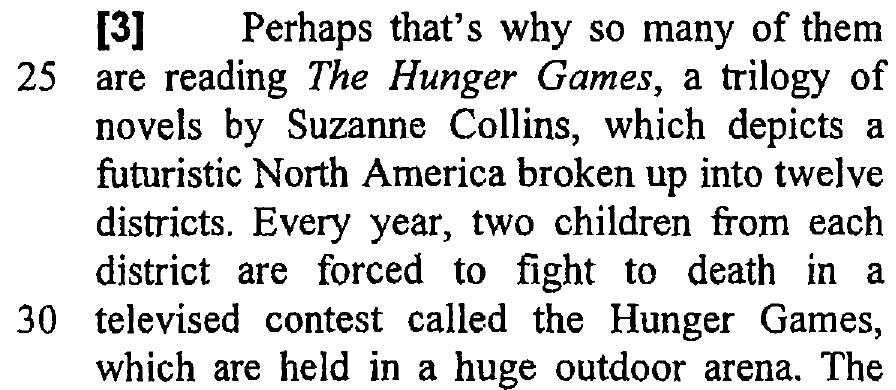 [3] Perhaps that's why so many of them
25 are reading The Hunger Games, a trilogy of
novels by Suzanne Collins, which depicts a
futuristic North America broken up into twelve
districts. Every year, two children from each
district are forced to fight to death in a
30 televised contest called the Hunger Games,
which are held in a huge outdoor arena. The